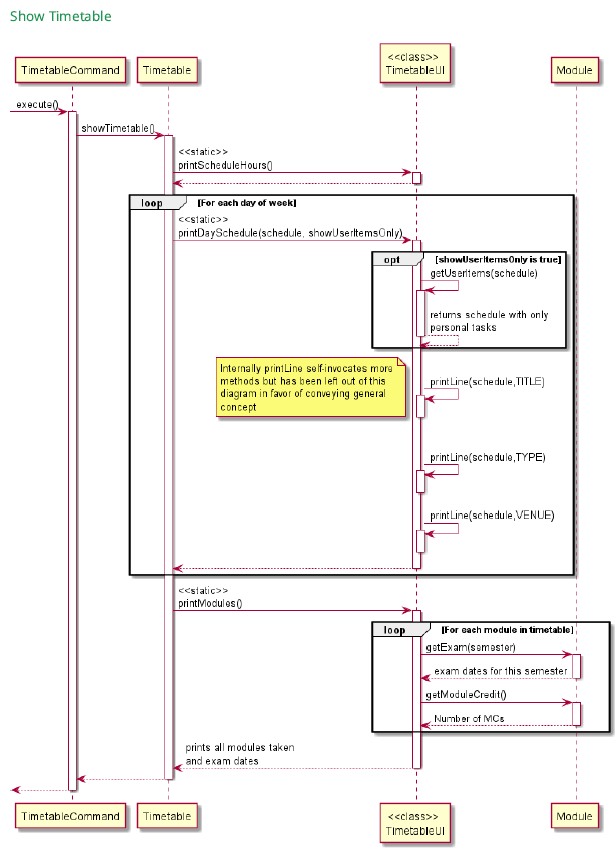 Show Timetable
<<class>>
TimetableCommand
Timetable
TimetableUI
Module
execute()
showTimetable()
<<static>>
printScheduleHours()
loop
[For each day of week]
<<static>>
printDaySchedule(schedule, showUserItemsOnly)
opt
[showUserItemsOnly is true]
getUserItems(schedule)
returns schedule with only
personal tasks
Internally printLine self-invocates more
methods but has been left out of this
diagram in favor of conveying general
concept
printLine(schedule,TITLE)
printLine(schedule,TYPE)
printLine(schedule,VENUE)
<<static>>
printModules()
loop
[For each module in timetable]
getExam(semester)
exam dates for this semester
getModuleCredit()
Number of MCs
prints all modules taken
and exam dates
TimetableCommand
Timetable
<<class>>
TimetableUI
Module